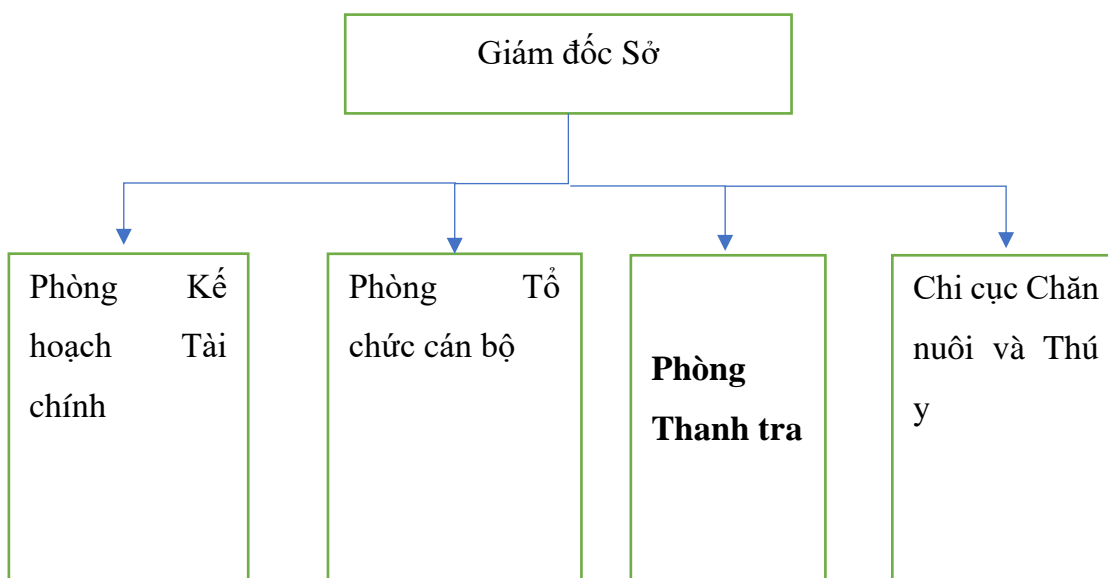 Giám đốc Sở
Phòng Kế
hoạch Tài
chính
Phòng Tổ
chức cán bộ
Phòng
Thanh tra
Chi cục Chăn
nuôi và Thú
y